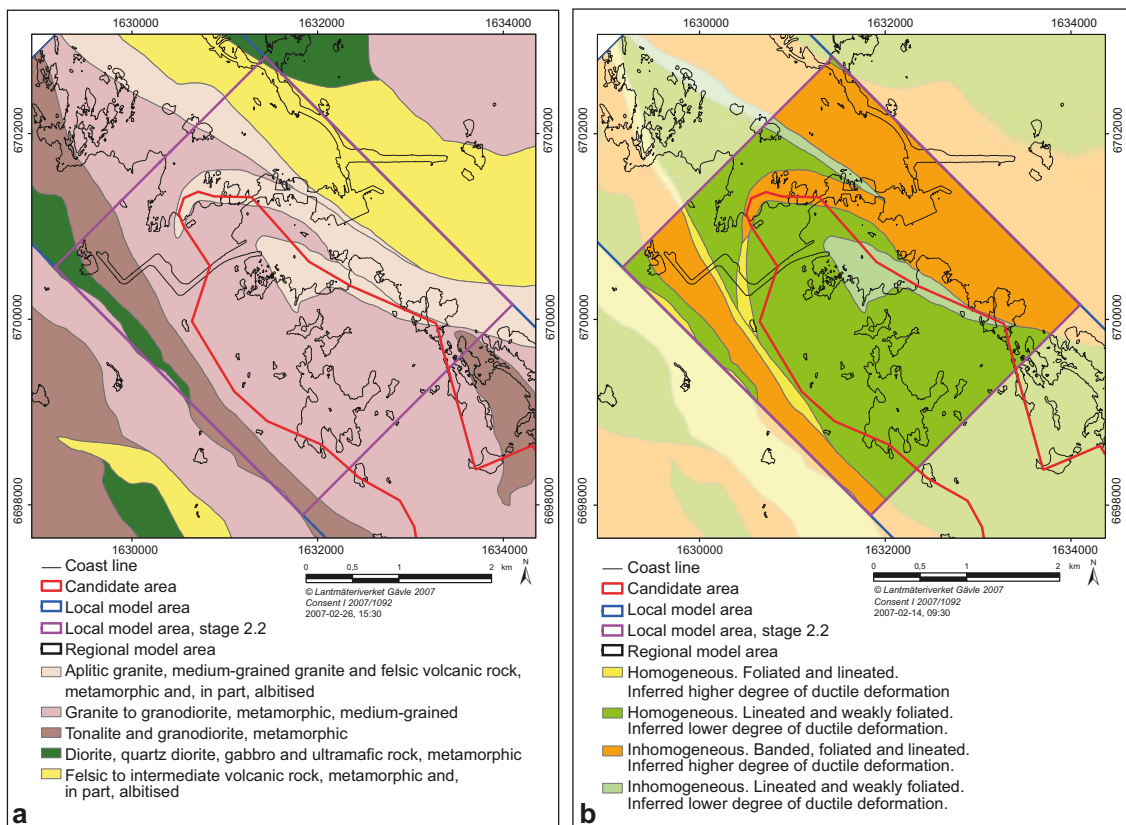 1630000 1632000 1634000
6702000
6700000
6698000
6702000
6700000
6698000
1630000 1632000 1634000
Coast line
Candidate area
Local model area
Local model area, stage 2.2
Regional model area
Aplitic granite, medium-grained granite and felsic volcanic rock,
metamorphic and, in part, albitised
Granite to granodiorite, metamorphic, medium-grained
Tonalite and granodiorite, metamorphic
Diorite, quartz diorite, gabbro and ultramafic rock, metamorphic
Felsic to intermediate volcanic rock, metamorphic and,
in part, albitised
0 0,5 1 2 km
N
© Lantmäteriverket Gävle 2007
Consent I 2007/1092
2007-02-26, 15:30
a
1630000 1632000 1634000
6702000
6700000
6698000
6702000
6700000
6698000
1630000 1632000 1634000
Coast line
Candidate area
Local model area
Local model area, stage 2.2
Regional model area
Homogeneous. Foliated and lineated.
Inferred higher degree of ductile deformation
Homogeneous. Lineated and weakly foliated.
Inferred lower degree of ductile deformation.
Inhomogeneous. Banded, foliated and lineated.
Inferred higher degree of ductile deformation.
Inhomogeneous. Lineated and weakly foliated.
Inferred lower degree of ductile deformation.
0 0,5 1 2 km
N
© Lantmäteriverket Gävle 2007
Consent I 2007/1092
2007-02-14, 09:30
b